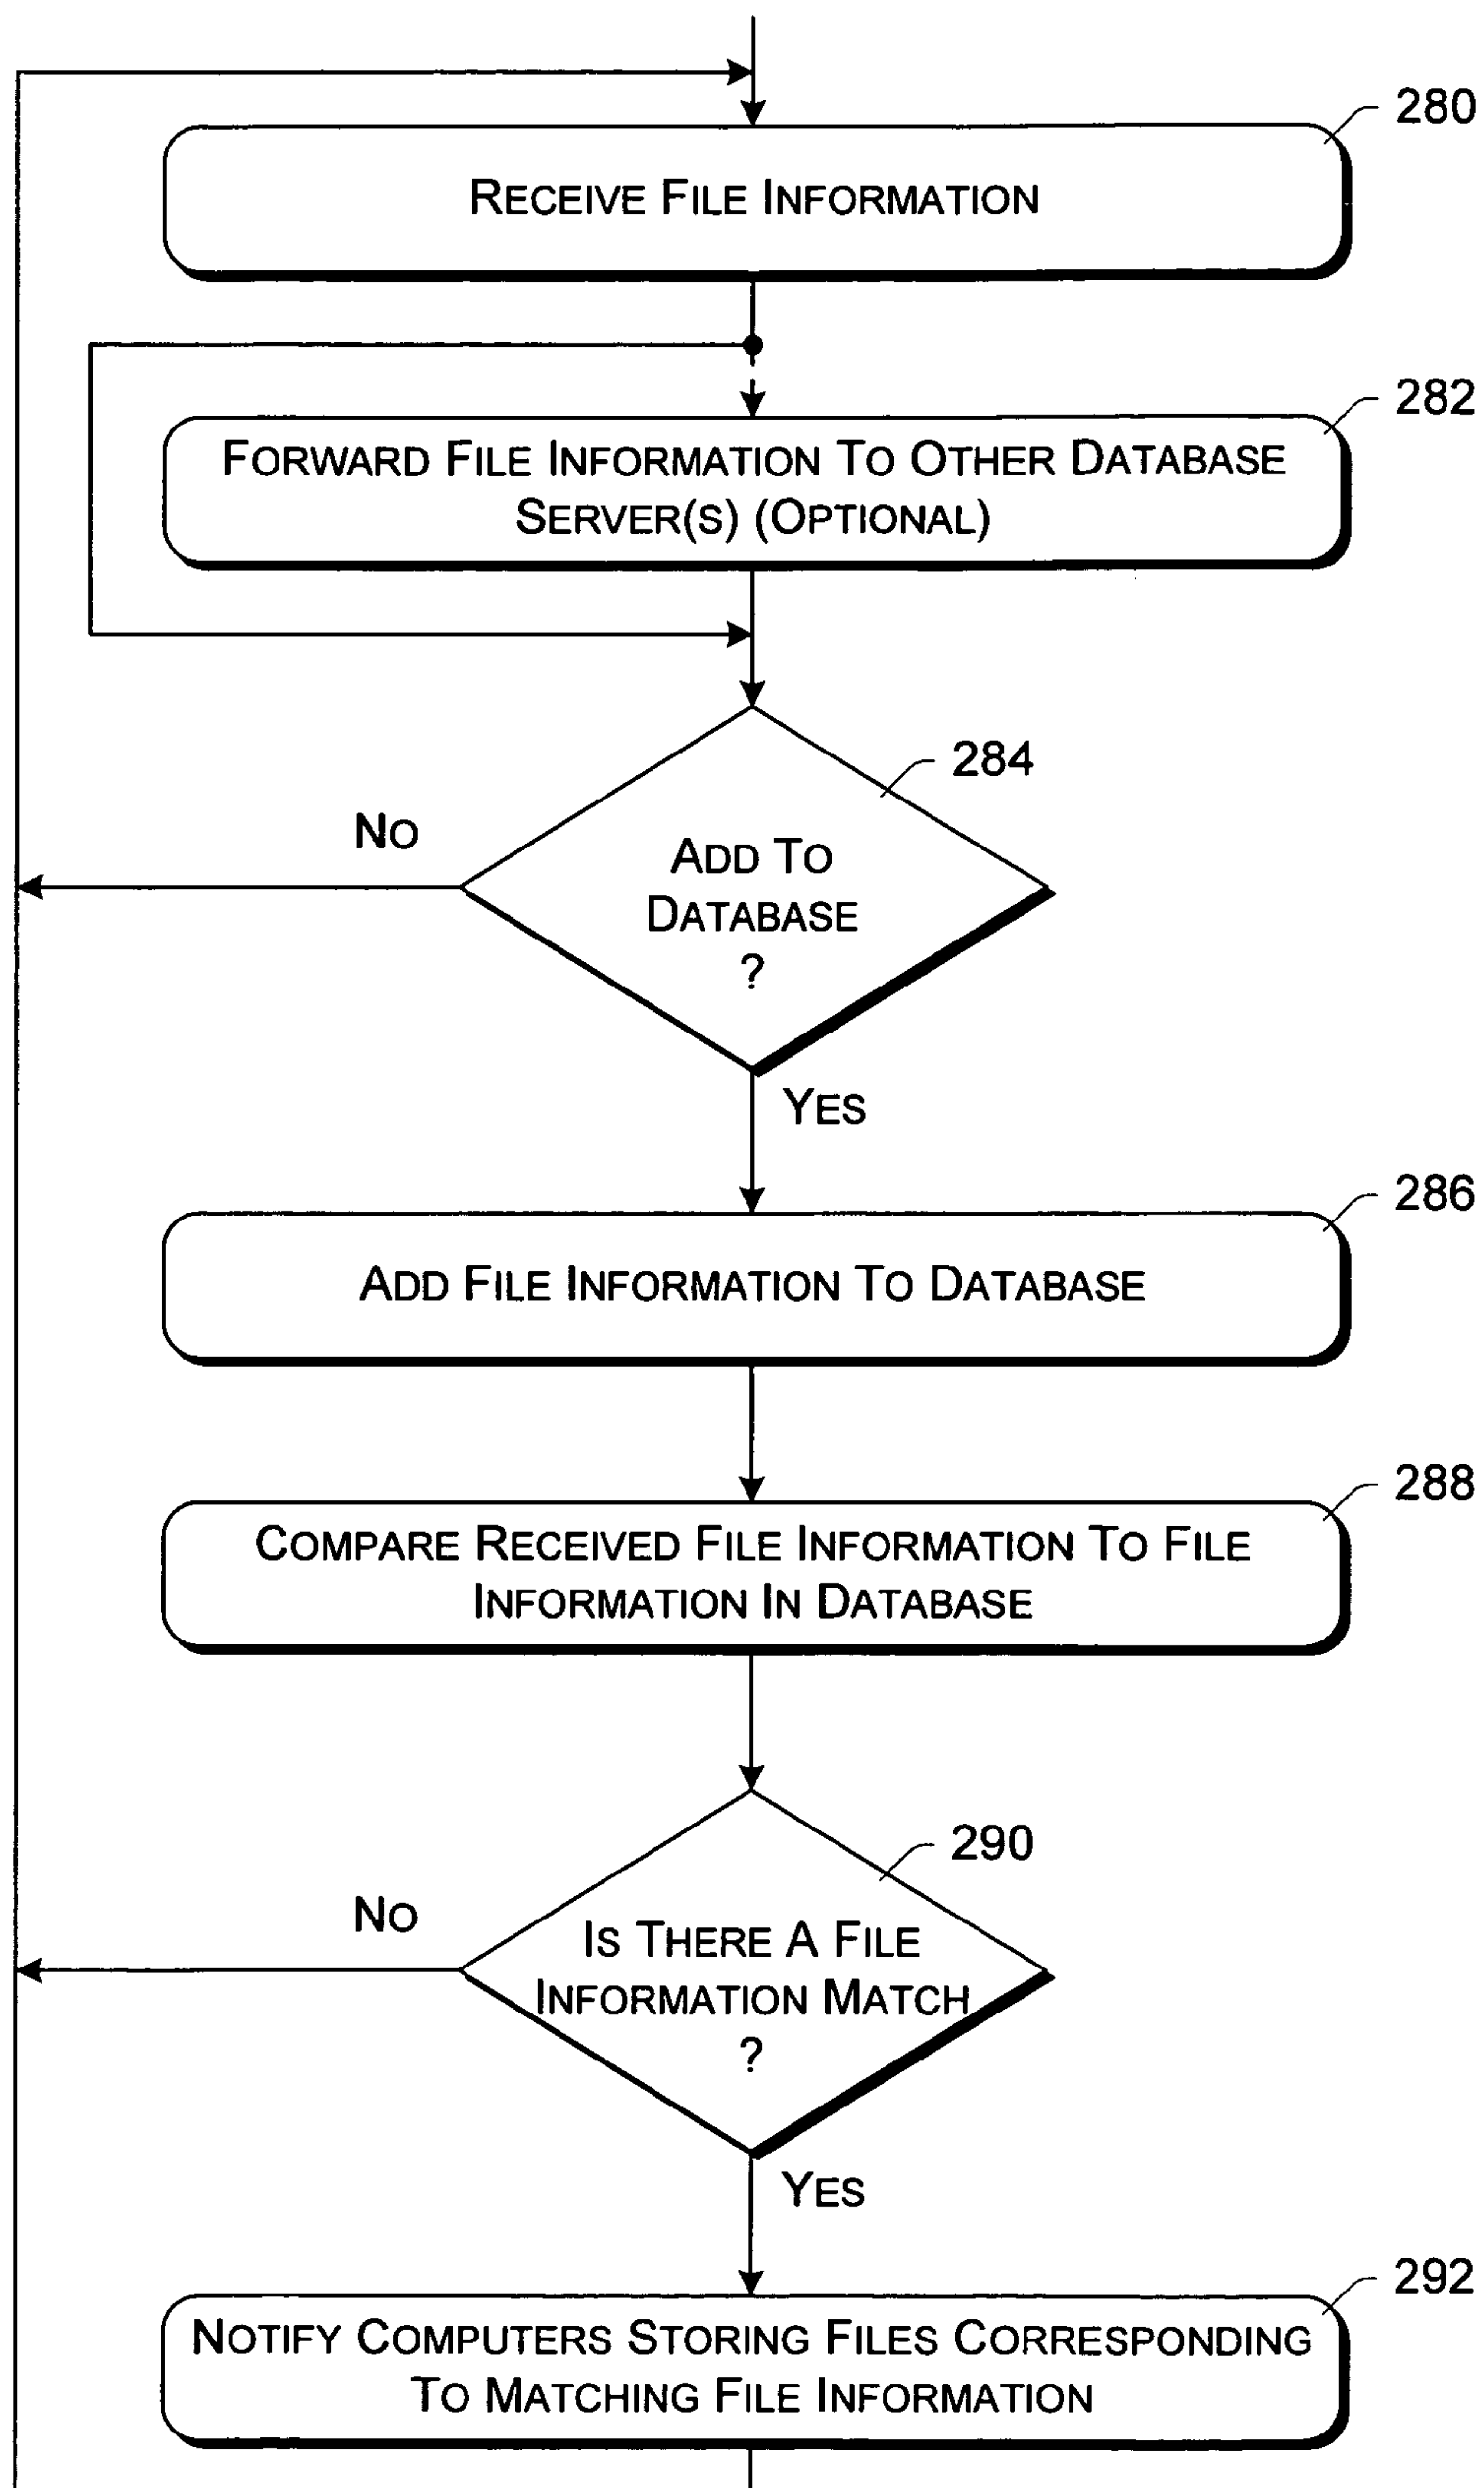 280
RECEIVE FILE INFORMATION
282
FORWARD FILE INFORMATION TO OTHER DATABASE
SERVER(S) (OPTIONAL)
284
NO
ADD TO
DATABASE
?
YES
286
ADD FILE INFORMATION TO DATABASE
288
COMPARE RECEIVED FILE INFORMATION TO FILE
INFORMATION IN DATABASE
290
NO
IS THERE A FILE
INFORMATION MATCH
?
YES
292
NOTIFY COMPUTERS STORING FILES CORRESPONDING
TO MATCHING FILE INFORMATION